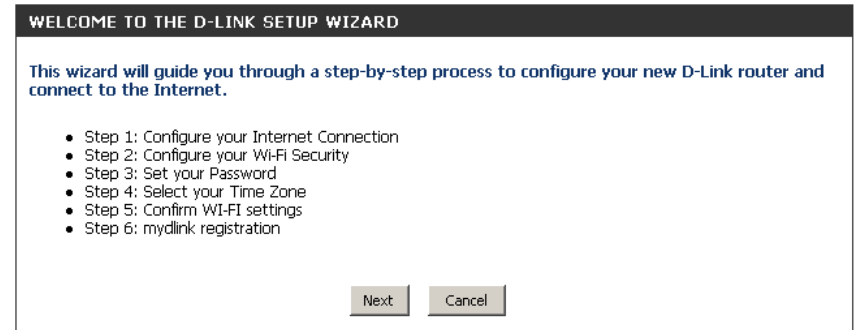 WELCOME TO THE D-LINK SETUP WIZARD
This wizard will guide you through a step-by-step process to configure your new D-Link router and
connect to the Internet.
• Step 1: Configure your Internet Connection
• Step 2: Configure your Wi-Fi Security
• Step 3: Set your Password
• Step 4: Select your Time Zone
• Step 5: Confirm WI-FI settings
• Step 6: mydlink registration
Next Cancel